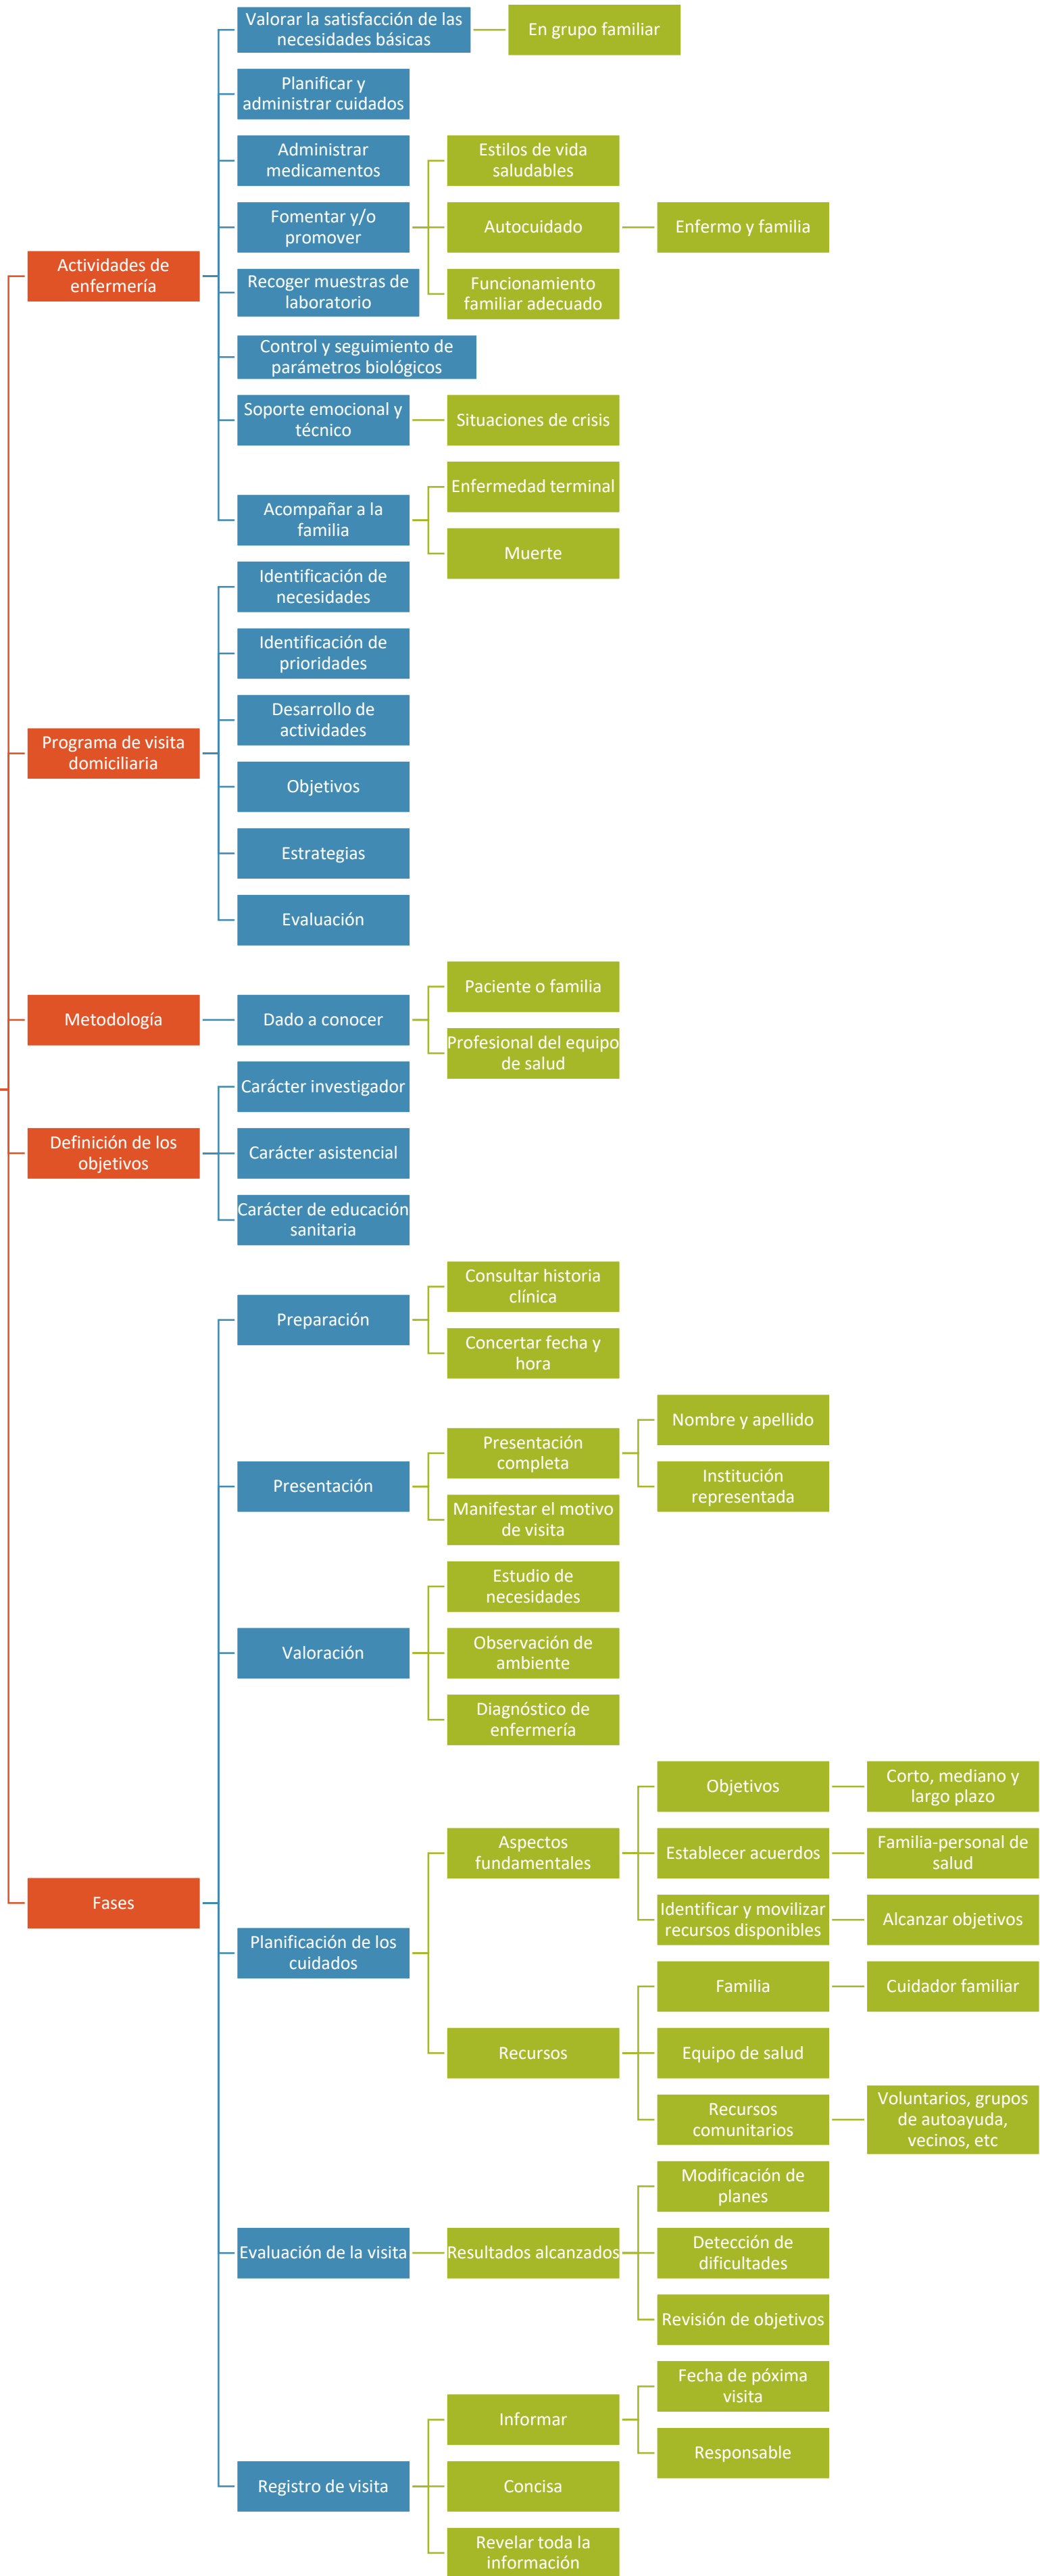 Valorar la satisfacción de las
necesidades básicas
En grupo familiar
Planificar y
administrar cuidados
Administrar
medicamentos
Estilos de vida
saludables
Actividades de
enfermería
Fomentar y/o
promover
Autocuidado
Enfermo y familia
Recoger muestras de
laboratorio
Funcionamiento
familiar adecuado
Control y seguimiento de
parámetros biológicos
Soporte emocional y
técnico
Situaciones de crisis
Acompañar a la
familia
Enfermedad terminal
Muerte
Programa de visita
domiciliaria
Identificación de
necesidades
Identificación de
prioridades
Desarrollo de
actividades
Objetivos
Estrategias
Evaluación
Metodología
Dado a conocer
Paciente o familia
Profesional del equipo
de salud
Definición de los
objetivos
Carácter investigador
Carácter asistencial
Carácter de educación
sanitaria
Fases
Preparación
Consultar historia
clínica
Concertar fecha y
hora
Presentación
Presentación
completa
Nombre y apellido
Institución
representada
Manifestar el motivo
de visita
Valoración
Estudio de
necesidades
Observación de
ambiente
Diagnóstico de
enfermería
Planificación de los
cuidados
Aspectos
fundamentales
Objetivos
Corto, mediano y
largo plazo
Establecer acuerdos
Familia-personal de
salud
Identificar y movilizar
recursos disponibles
Alcanzar objetivos
Recursos
Familia
Cuidador familiar
Equipo de salud
Recursos
comunitarios
Voluntarios, grupos
de autoayuda,
vecinos, etc
Evaluación de la visita
Resultados alcanzados
Modificación de
planes
Detección de
dificultades
Revisión de objetivos
Registro de visita
Informar
Fecha de póxima
visita
Responsable
Concisa
Revelar toda la
información